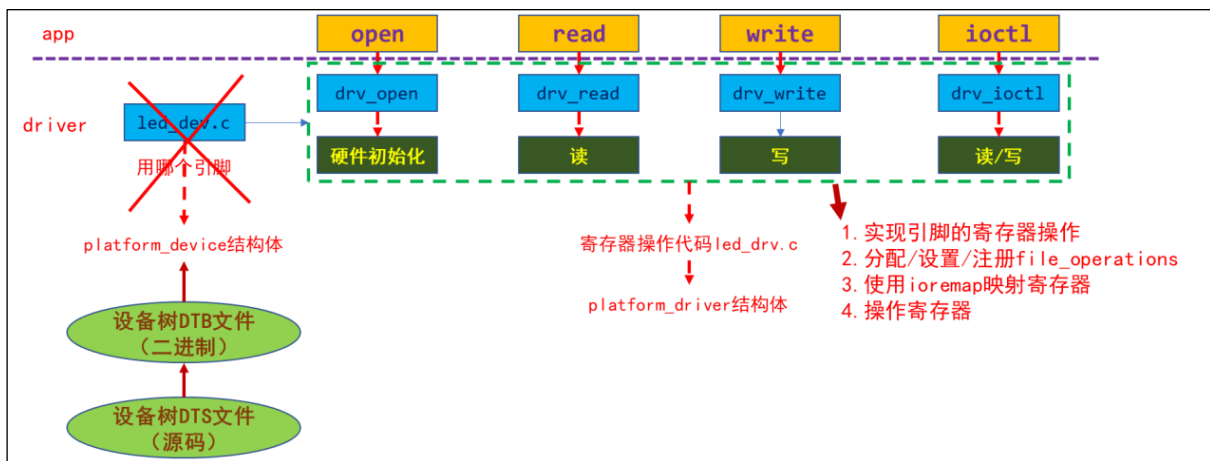 app
open
read
write
ioctl
driver
led_dev.c
drv_open
drv_read
drv_write
drv_ioctl
用哪个引脚
硬件初始化
读
写
读/写
platform_device结构体
寄存器操作代码led_drv.c
platform_driver结构体
1. 实现引脚的寄存器操作
2. 分配/设置/注册file_operations
3. 使用ioremap映射寄存器
4. 操作寄存器
设备树DTB文件
（二进制）
设备树DTS文件
（源码）